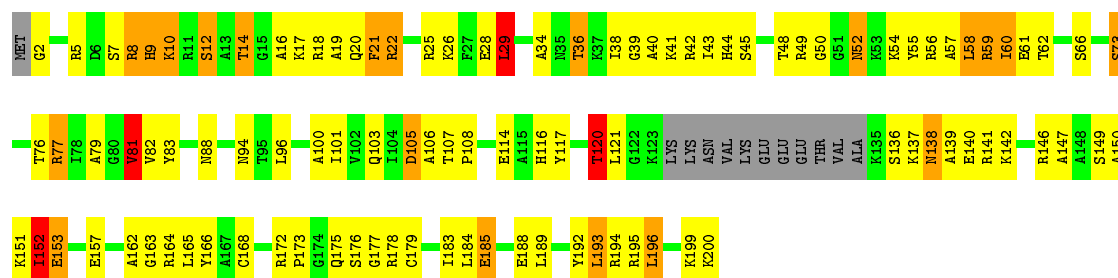 MET G2 R5 D6 S7 R8 H9 K10 R11 S12 A13 T14 G15 A16 K17 R18 A19 Q20 F21 R22 R25 K26 F27 E28 L29 A34 N35 T36 K37 I38 G39 A40 K41 R42 I43 H44 S45 T48 R49 G50 G51 N52 K53 K54 Y55 R56 A57 L58 R59 I60 E61 T62 S66 S73
T76 R77 I78 A79 G80 V81 V82 Y83 N88 N94 T95 L96 A100 I101 V102 Q103 I104 D105 A106 T107 P108 E114 A115 H116 Y117 T120 L121 G122 K123 LYS LYS ASN VAL LYS GLU GLU GLU THR VAL ALA K135 S136 K137 N138 A139 E140 R141 K142 R146 A147 A148 S149
K151 I152 E153 E157 A162 G163 R164 L165 Y166 A167 C168 R172 P173 G174 Q175 S176 G177 R178 C179 I183 L184 E185 E188 L189 Y192 L193 R194 R195 L196 K199 K200